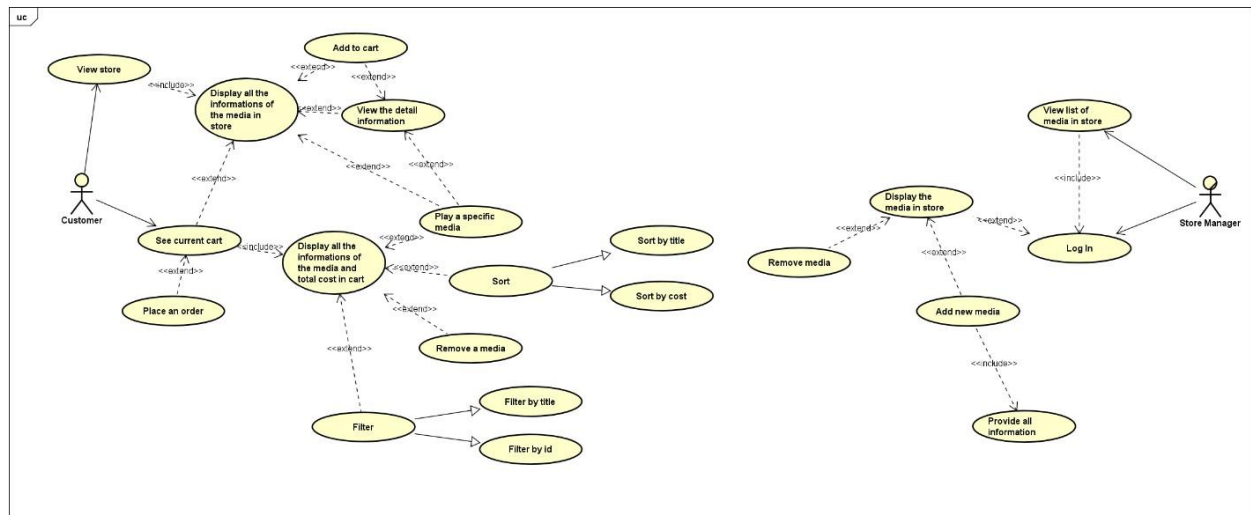 uc
Add to cart
View store
<<extend>>
<<extend>>
<<include>>
Display all the
informations of
the media in
store
<<extend>>
View the detail
information
View list of
media in store
<<extend>>
<<extend>>
<<extend>>
<<include>>
Customer
Display the
media in store
Store Manager
Play a specific
media
See current cart
<<include>>
Display all the
informations of
the media and
total cost in cart
<<extend>>
Sort by title
<<extend>>
<<extend>>
Log In
Remove media
<<extend>>
<<extend>>
<<extend>>
Sort
Sort by cost
Place an order
<<extend>>
Add new media
<<extend>>
Remove a media
<<include>>
Filter by title
Filter
Filter by id
Provide all
information